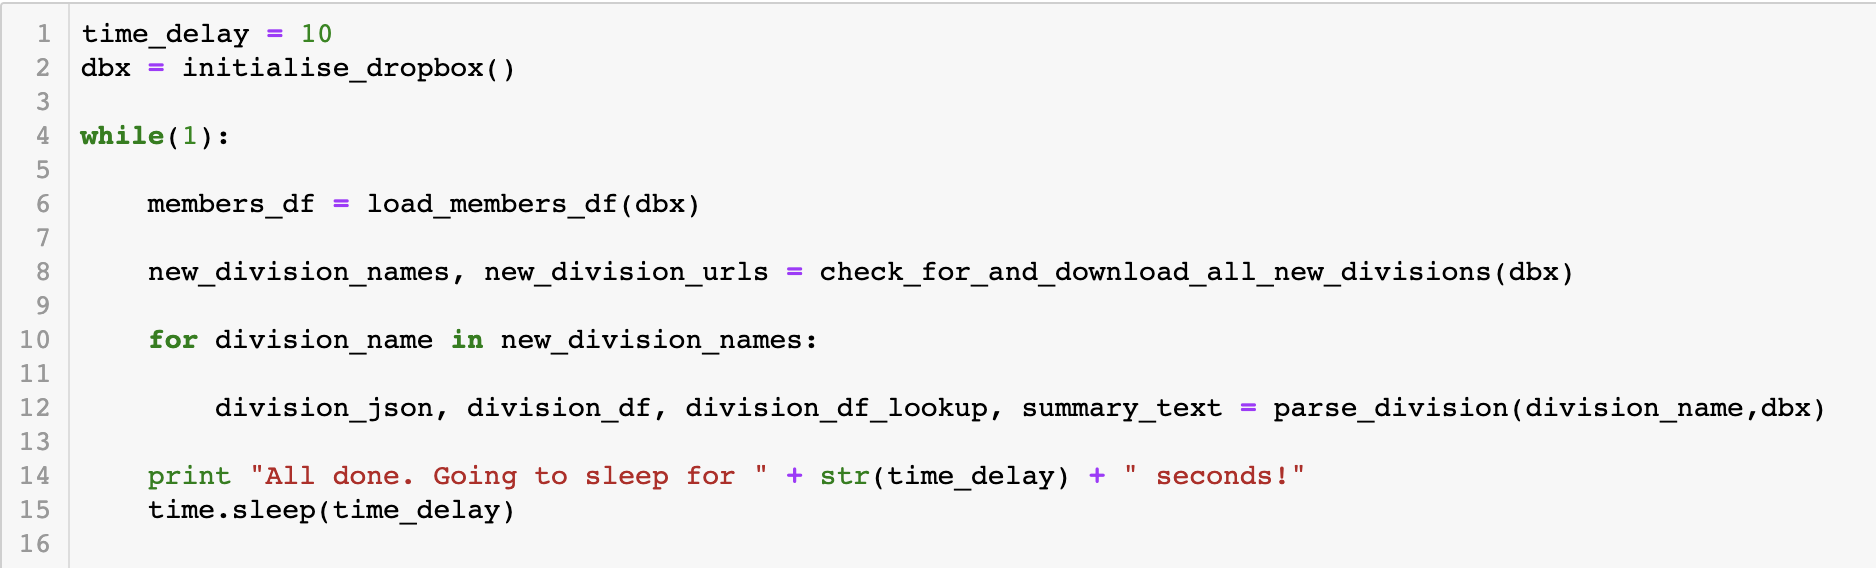 1 time_delay = 10
2 dbx = initialise_dropbox()
3
4 while(1):
5
6     members_df = load_members_df(dbx)
7
8     new_division_names, new_division_urls = check_for_and_download_all_new_divisions(dbx)
9
10     for division_name in new_division_names:
11
12         division_json, division_df, division_df_lookup, summary_text = parse_division(division_name,dbx)
13
14     print "All done. Going to sleep for " + str(time_delay) + " seconds!"
15     time.sleep(time_delay)
16